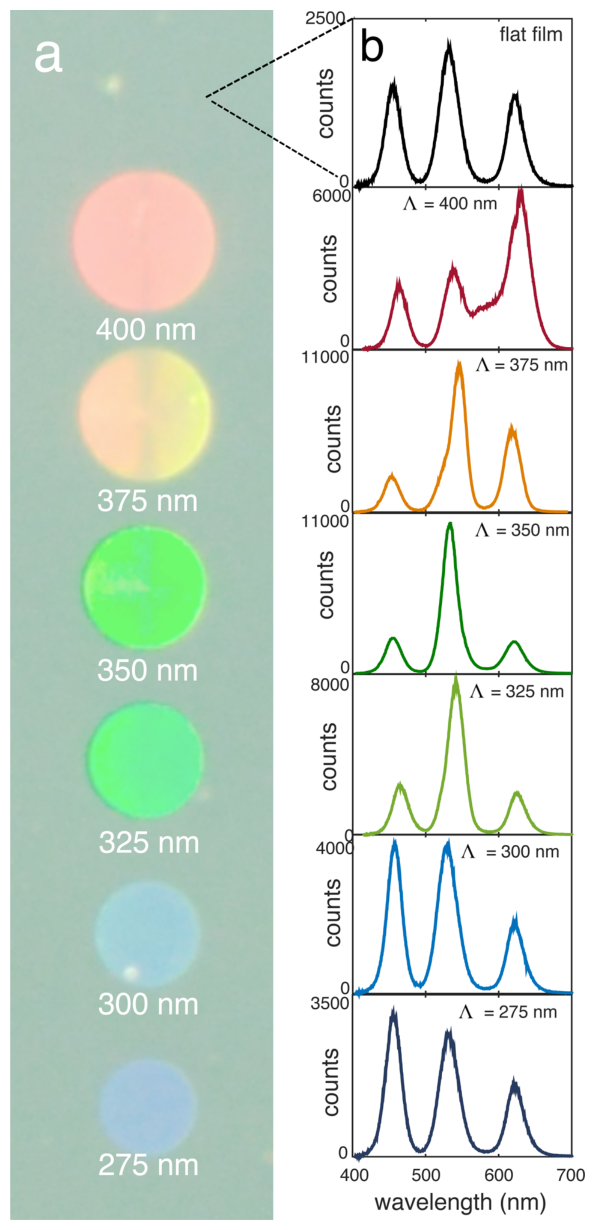 a
400 nm
375 nm
350 nm
325 nm
300 nm
275 nm
b
2500
flat film
counts
0
6000
Λ = 400 nm
counts
0
11000
Λ = 375 nm
counts
0
11000
Λ = 350 nm
counts
0
8000
Λ = 325 nm
counts
0
4000
Λ = 300 nm
counts
0
3500
Λ = 275 nm
counts
0
400 500 600 700
wavelength (nm)